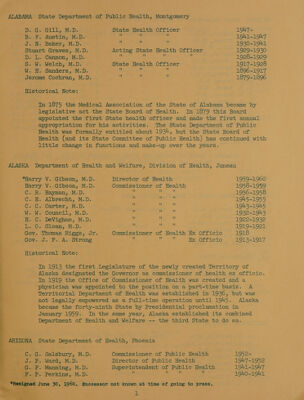 ALABAMA State Department of Public Health, Montgomery
D. G. Gill, M.D. State Health Officer 1947-
B. F. Austin, M.D. " " " 1941-1947
J. N. Baker, M.D. " " " 1930-1941
Stuart Graves, M.D. Acting State Health Officer 1929-1930
D. L. Cannon, M.D. " " " " 1928-1929
S. W. Welch, M.D. State Health Officer 1917-1928
W. H. Sanders, M.D. " " " 1896-1917
Jerome Cochran, M.D. " " " 1879-1896
Historical Note:
In 1875 the Medical Association of the State of Alabama became by
legislative act the State Board of Health. In 1879 this Board
appointed the first State health officer and made the first annual
appropriation for his activities. The State Department of Public
Health was formally entitled about 1934, but the State Board of
Health (and its State Committee of Public Health) has continued with
little change in functions and make-up over the years.
ALASKA Department of Health and Welfare, Division of Health, Juneau
*Harry V. Gibson, M.D. Director of Health 1959-1960
Harry V. Gibson, M.D. Commissioner of Health 1958-1959
C. R. Hayman, M.D. " " " 1956-1958
C. E. Albrecht, M.D. " " " 1945-1956
C. C. Carter, M.D. " " " 1943-1945
W. W. Council, M.D. " " " 1932-1943
H. C. DeVighne, M.D. " " "
L. O. Sloan, M.D. " " " 1919-1921
Gov. Thomas Riggs, Jr. Commissioner of Health Ex Officio 1918
Gov. J. F. A. Strong " " " Ex Officio 1913-1917
Historical Note:
In 1913 the first Legislature of the newly created Territory of
Alaska designated the Governor as commissioner of health ex officio.
In 1919 the Office of Commissioner of Health was created and a
physician was appointed to the position on a part-time basis. A
Territorial Department of Health was established in 1936, but was
not legally empowered as a full-time operation until 1945. Alaska
became the forty-ninth State by Presidential proclamation in
January 1959. In the same year, Alaska established its combined
Department of Health and Welfare -- the third State to do so.
ARIZONA State Department of Health, Phoenix
C. G. Salsbury, M.D. Commissioner of Public Health 1952-
J. P. Ward, M.D. Director of Public Health 1947-1952
G. F. Manning, M.D. Superintendent of Public Health 1941-1947
F. P. Perkins, M.D. " " " " 1940-1941
*Resigned June 30, 1960. Successor not known at time of going to press.
1